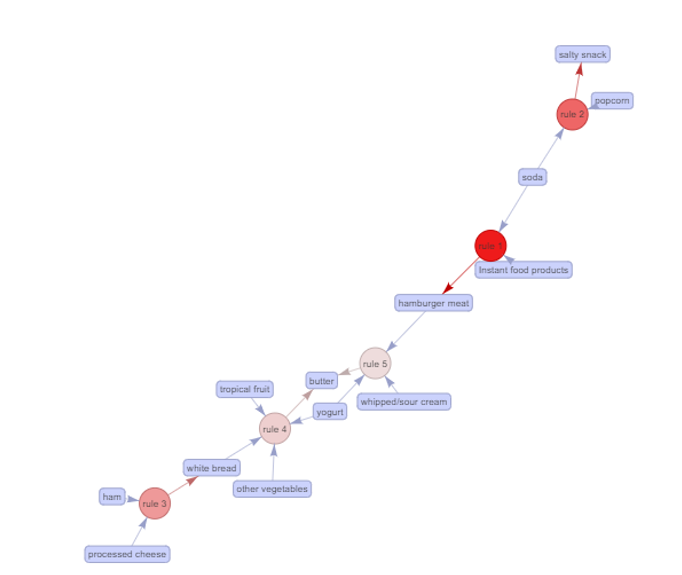 salty snack
popcorn
rule 2
soda
rule 1
Instant food products
hamburger meat
rule 5
butter
tropical fruit
whipped/sour cream
yogurt
rule 4
white bread
other vegetables
ham
rule 3
processed cheese